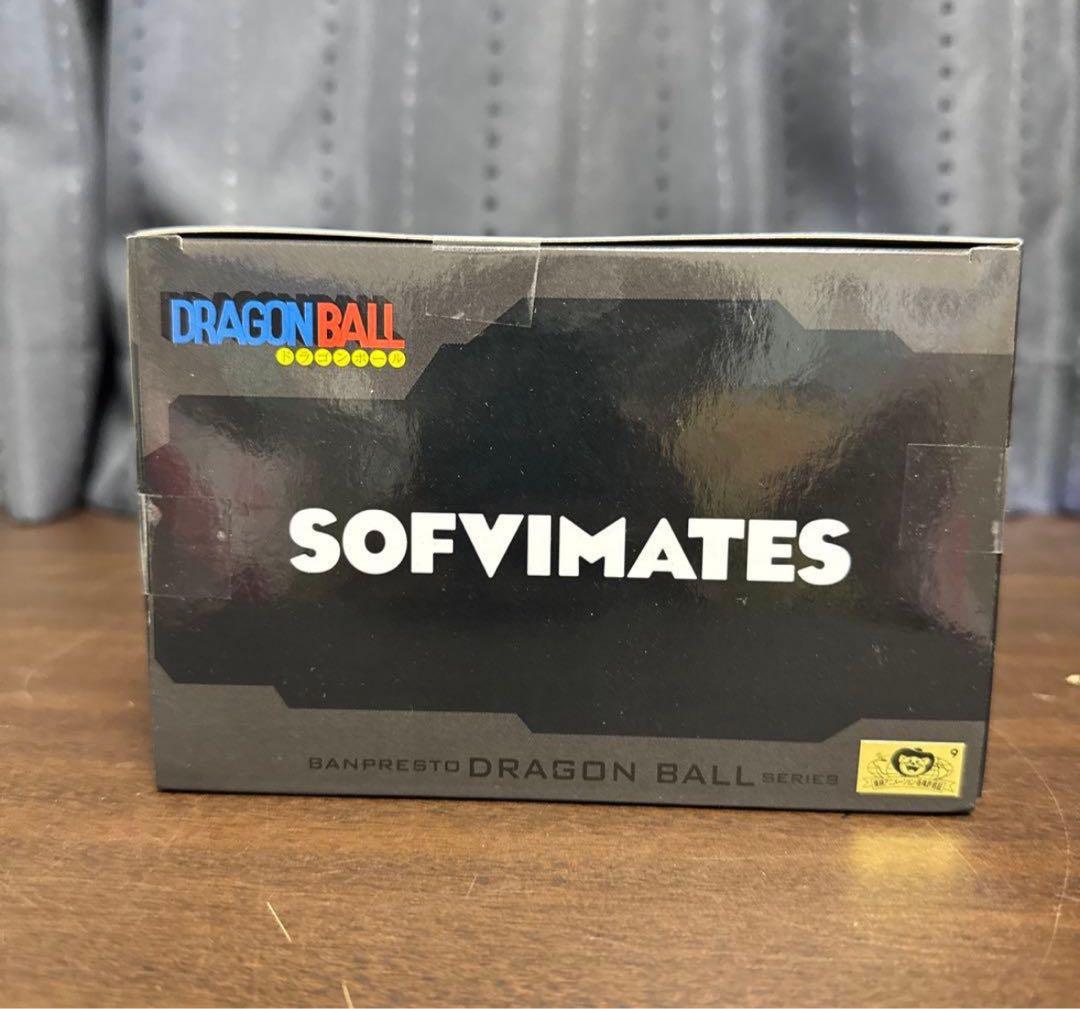 DRAGON BALL
ドラゴンボール
SOFVIMATES
BANPRESTO DRAGON BALL SERIES
9